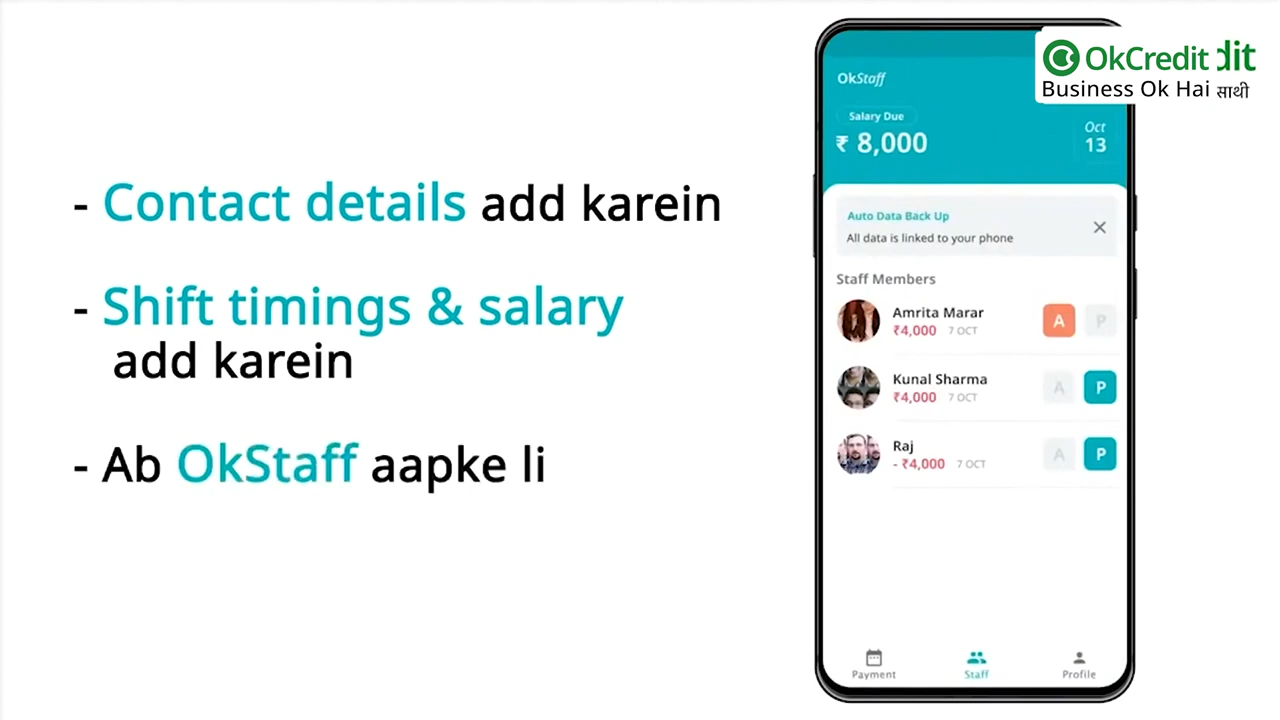 - Contact details add karein
- Shift timings & salary
add karein
- Ab OkStaff aapke li
OkCredit dit
Business Ok Hai साथी
OkStaff
Salary Due
₹ 8,000
Oct
13
Auto Data Back Up
All data is linked to your phone
Staff Members
Amrita Marar
₹4,000 7 OCT
A P
Kunal Sharma
₹4,000 7 OCT
A P
Raj
- ₹4,000 7 OCT
A P
Payment Staff Profile